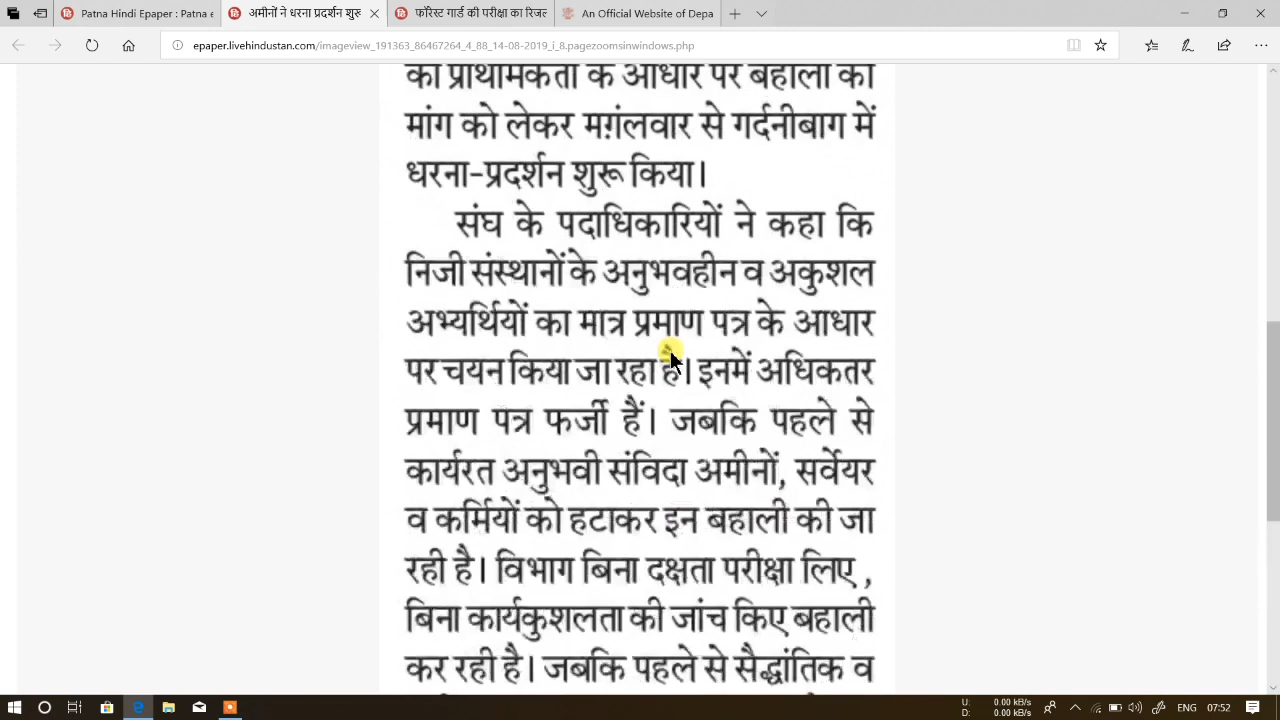 Patna Hindi Epaper : Patna e
अमीनों ने धरना प्रदर्शन शुरू
फॉरेस्ट गार्ड की परीक्षा का रिजल
An Official Website of Depa
epaper.livehindustan.com/imageview_191363_86467264_4_88_14-08-2019_i_8.pagezoomsinwindows.php
को प्राथमिकता के आधार पर बहाली की
मांग को लेकर मग़ंलवार से गर्दनीबाग में
धरना-प्रदर्शन शुरू किया।
संघ के पदाधिकारियों ने कहा कि
निजी संस्थानों के अनुभवहीन व अकुशल
अभ्यर्थियों का मात्र प्रमाण पत्र के आधार
पर चयन किया जा रहा है। इनमें अधिकतर
प्रमाण पत्र फर्जी हैं। जबकि पहले से
कार्यरत अनुभवी संविदा अमीनों, सर्वेयर
व कर्मियों को हटाकर इन बहाली की जा
रही है। विभाग बिना दक्षता परीक्षा लिए ,
बिना कार्यकुशलता की जांच किए बहाली
कर रही है। जबकि पहले से सैद्धांतिक व
U: 0.00 kB/s
D: 0.00 kB/s
ENG 07:52